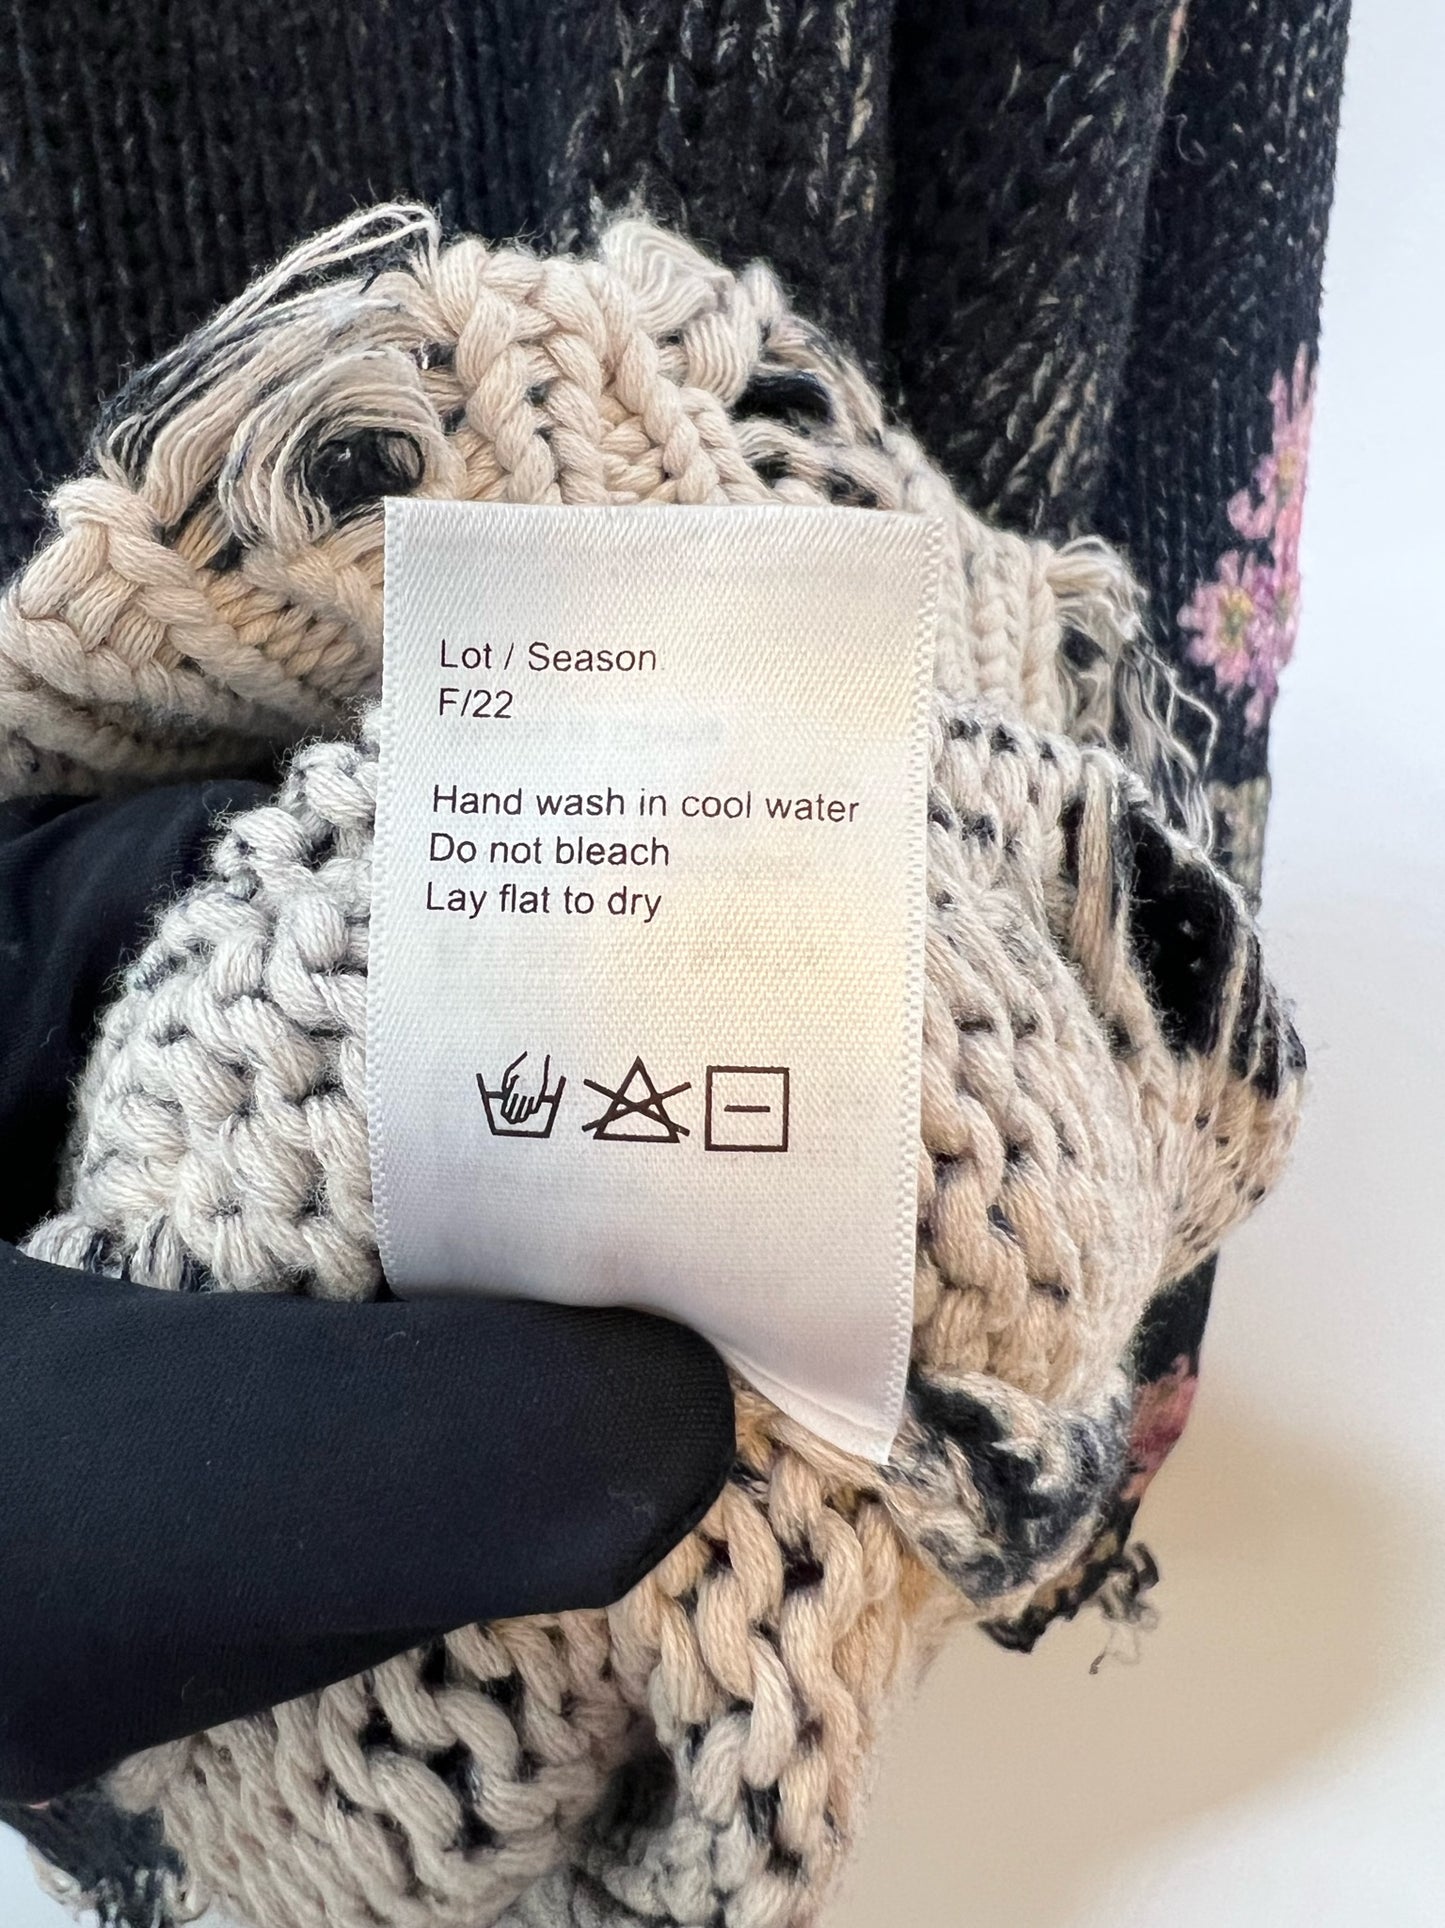 Lot / Season
F/22
Hand wash in cool water
Do not bleach
Lay flat to dry